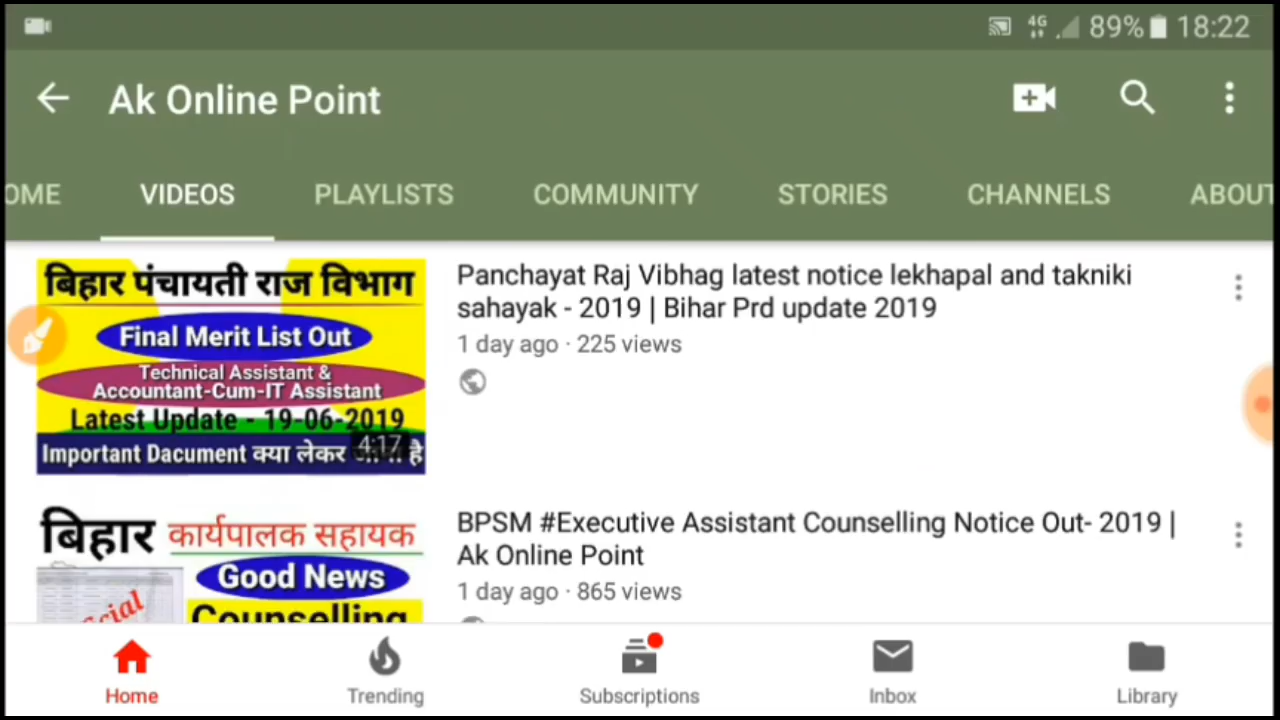 4G 89% 18:22
Ak Online Point
OME VIDEOS PLAYLISTS COMMUNITY STORIES CHANNELS ABOUT
बिहार पंचायती राज विभाग
Final Merit List Out
Technical Assistant &
Accountant-Cum-IT Assistant
Latest Update - 19-06-2019
Important Dacument क्या लेकर है
4:17
Panchayat Raj Vibhag latest notice lekhapal and takniki
sahayak - 2019 | Bihar Prd update 2019
1 day ago · 225 views
बिहार कार्यपालक सहायक
Good News
Counselling
BPSM #Executive Assistant Counselling Notice Out- 2019 |
Ak Online Point
1 day ago · 865 views
Home Trending Subscriptions Inbox Library